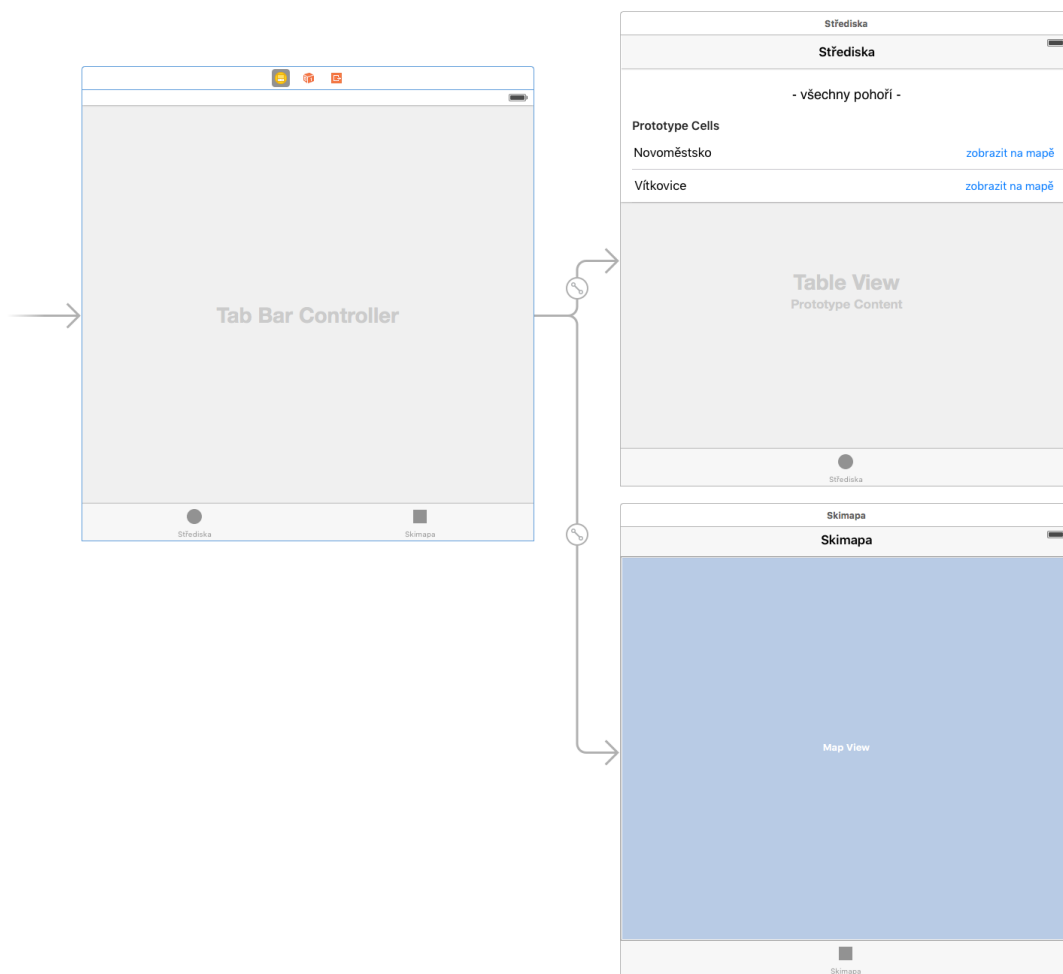 Tab Bar Controller
Střediska
Skimapa
Střediska
Střediska
- všechny pohoří -
Prototype Cells
Novoměstsko
zobrazit na mapě
Vítkovice
zobrazit na mapě
Table View
Prototype Content
Střediska
Skimapa
Skimapa
Map View
Skimapa